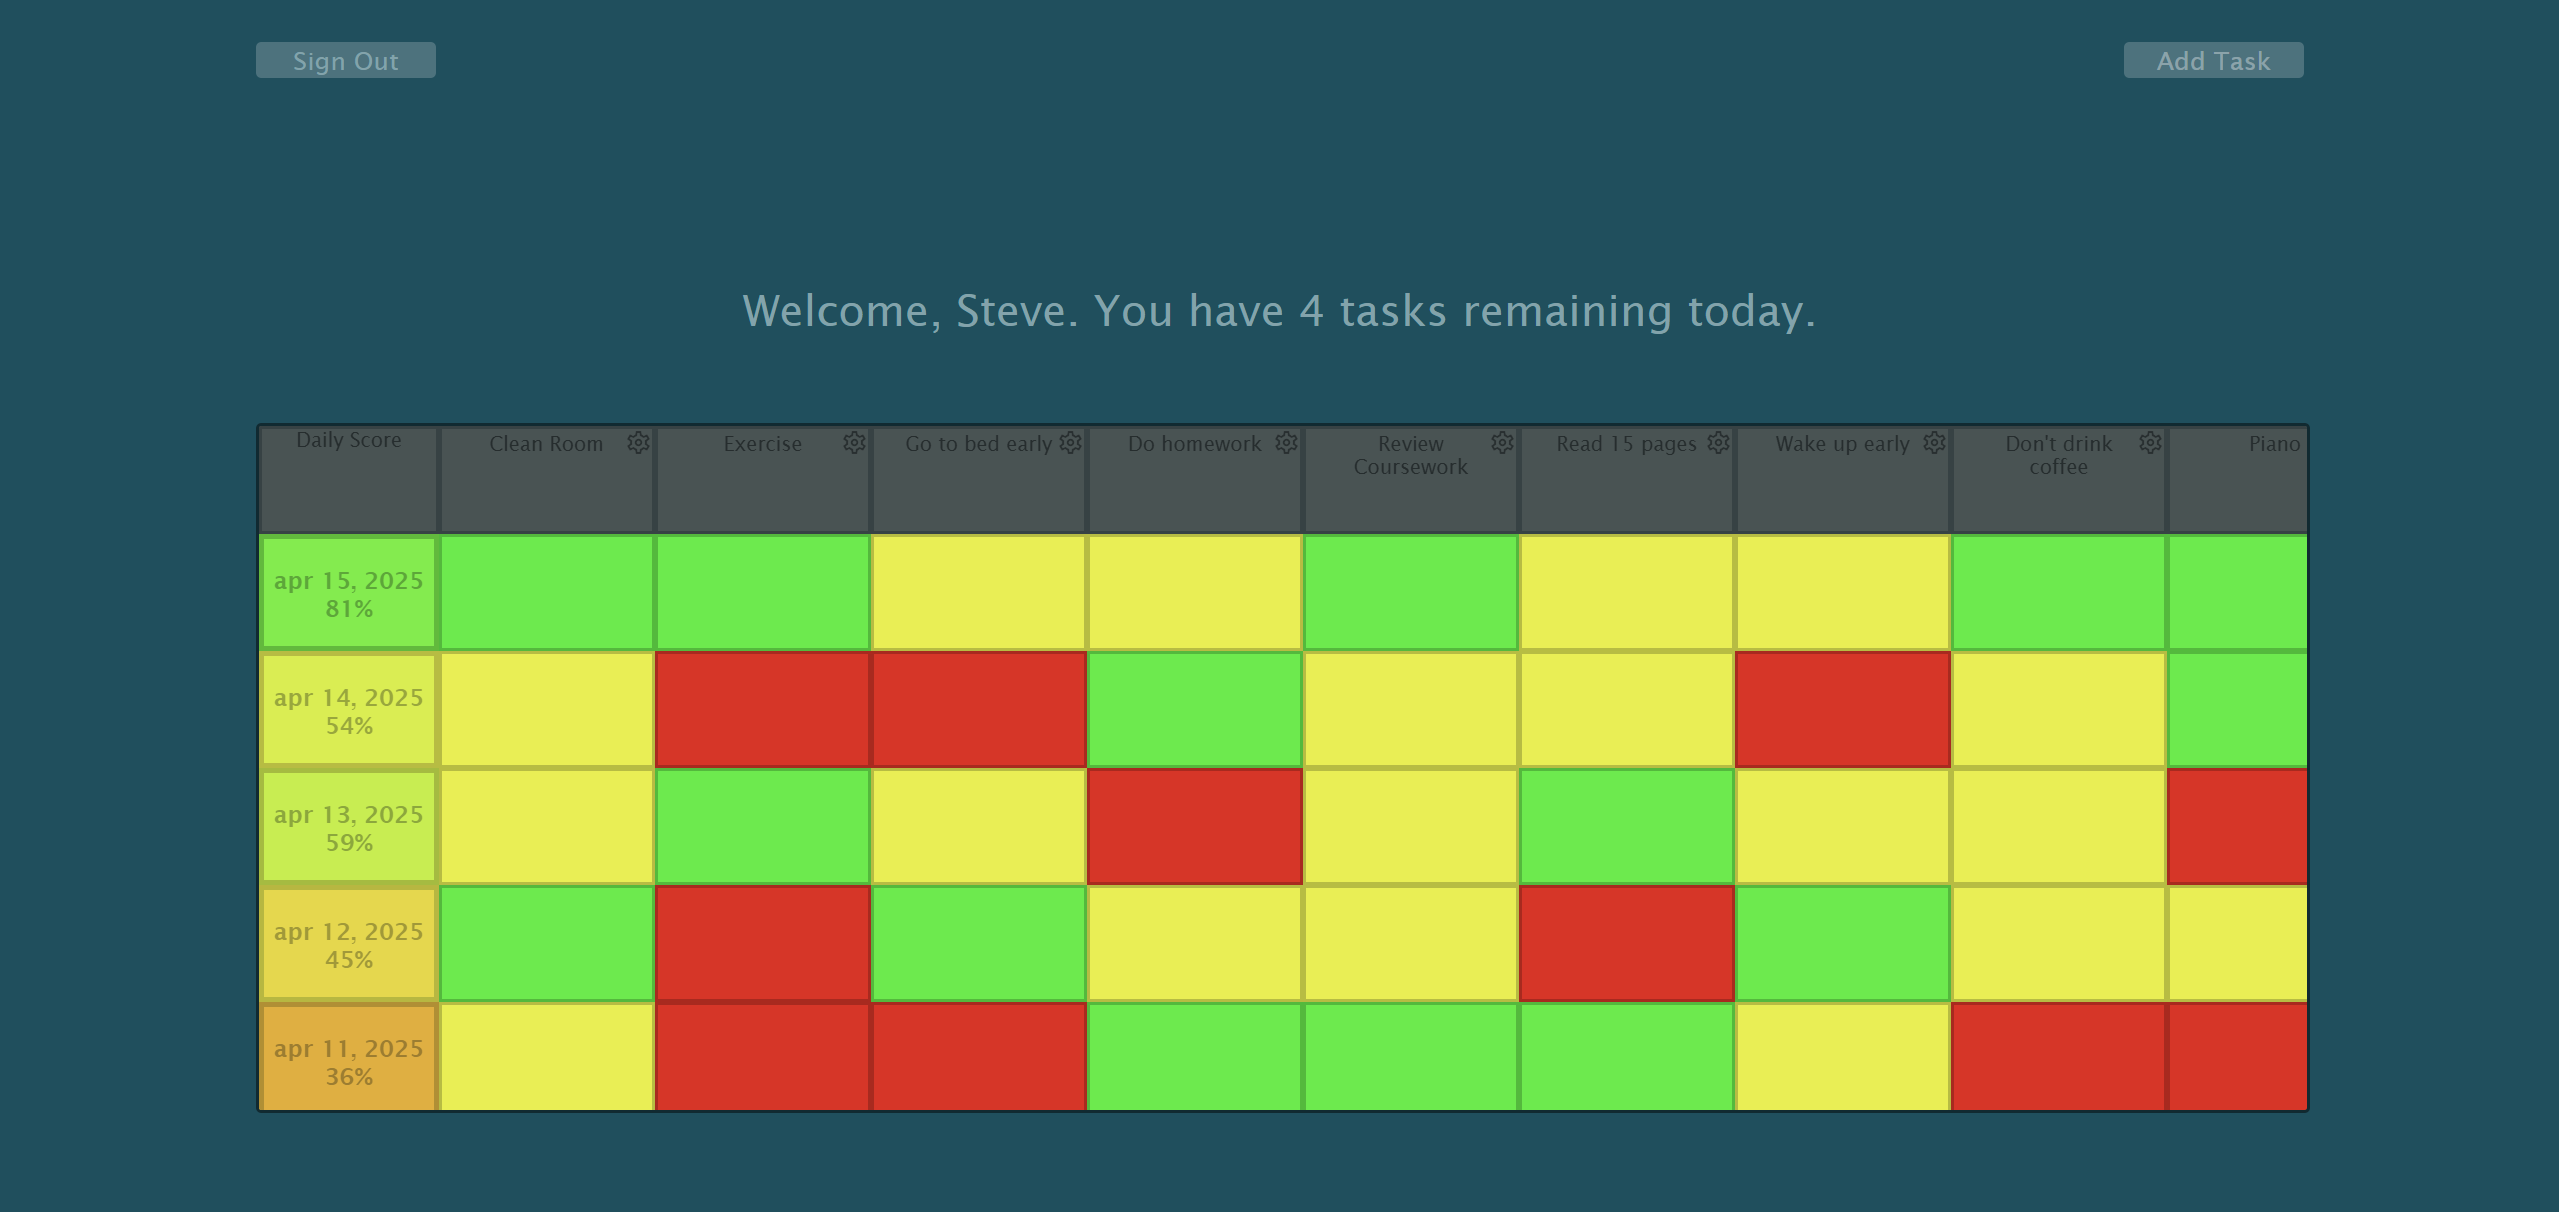 Sign Out
Add Task
Welcome, Steve. You have 4 tasks remaining today.
Daily Score
Clean Room
Exercise
Go to bed early
Do homework
Review
Coursework
Read 15 pages
Wake up early
Don't drink
coffee
Piano
apr 15, 2025
81%
apr 14, 2025
54%
apr 13, 2025
59%
apr 12, 2025
45%
apr 11, 2025
36%